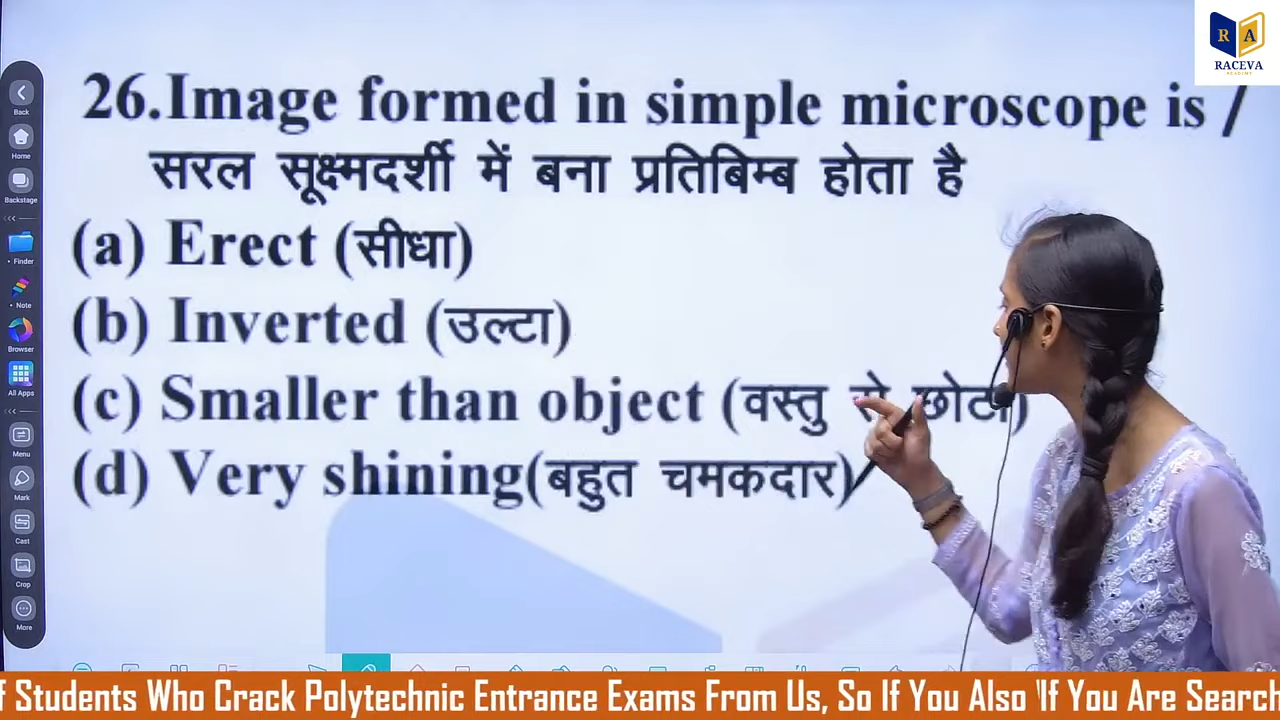 RA
RACEVA
ACADEMY
26.Image formed in simple microscope is /
सरल सूक्ष्मदर्शी में बना प्रतिबिम्ब होता है
(a) Erect (सीधा)
(b) Inverted (उल्टा)
(c) Smaller than object (वस्तु से छोटा)
(d) Very shining(बहुत चमकदार)
Back
Home
Backstage
• Finder
• Note
Browser
All Apps
Menu
Mark
Cast
Crop
More
f Students Who Crack Polytechnic Entrance Exams From Us, So If You Also 'If You Are Search